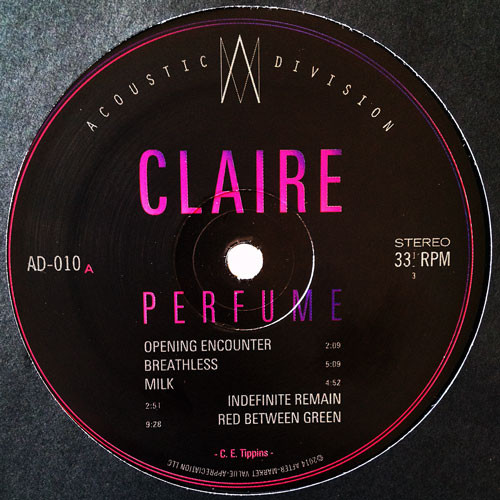 ACOUSTIC DIVISION
CLAIRE
AD-010 A
STEREO
33⅓ RPM
PERFUME
OPENING ENCOUNTER 2:09
BREATHLESS 5:09
MILK 4:52
2:51 INDEFINITE REMAIN
9:28 RED BETWEEN GREEN
- C. E. Tippins -
©2014 AFTER-MARKET VALUE-APPRECIATION LLC